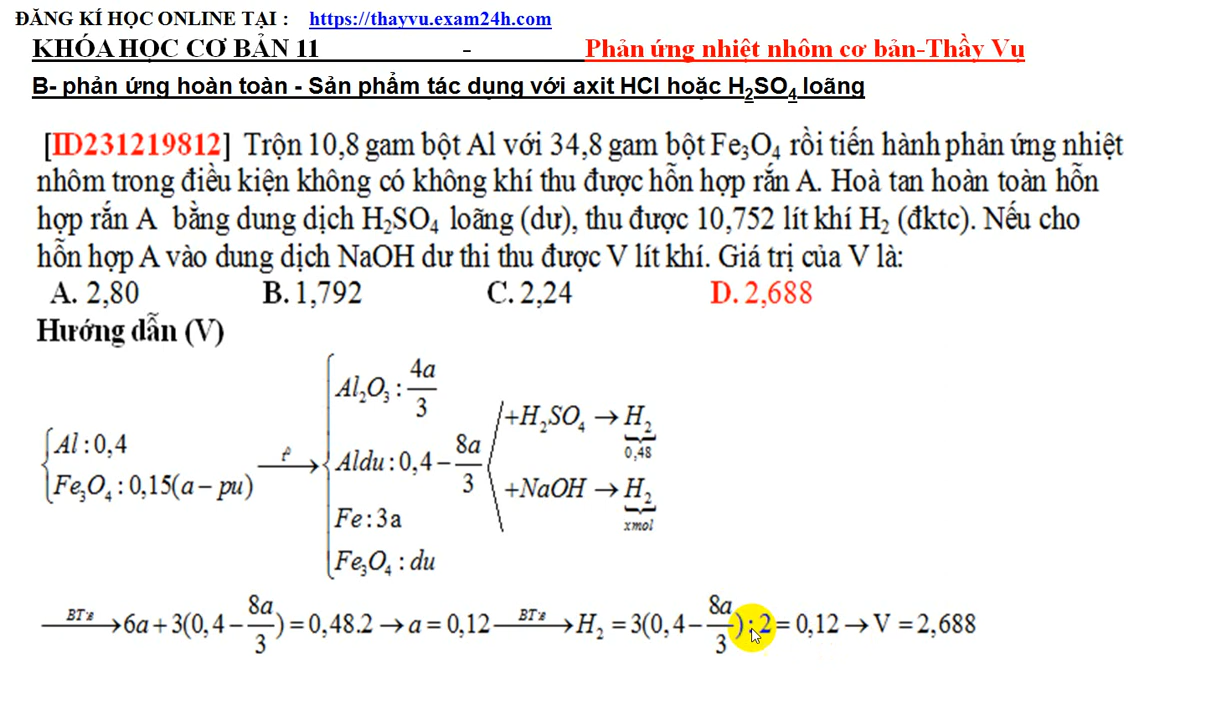 ĐĂNG KÍ HỌC ONLINE TẠI : https://thayvu.exam24h.com
KHÓA HỌC CƠ BẢN 11 - Phản ứng nhiệt nhôm cơ bản-Thầy Vụ
B- phản ứng hoàn toàn - Sản phẩm tác dụng với axit HCl hoặc H₂SO₄ loãng
[ID231219812] Trộn 10,8 gam bột Al với 34,8 gam bột Fe₃O₄ rồi tiến hành phản ứng nhiệt
nhôm trong điều kiện không có không khí thu được hỗn hợp rắn A. Hoà tan hoàn toàn hỗn
hợp rắn A bằng dung dịch H₂SO₄ loãng (dư), thu được 10,752 lít khí H₂ (đktc). Nếu cho
hỗn hợp A vào dung dịch NaOH dư thi thu được V lít khí. Giá trị của V là:
A. 2,80 B. 1,792 C. 2,24 D. 2,688
Hướng dẫn (V)
{Al : 0,4
Fe₃O₄ : 0,15(a − pu) —t°→ {Al₂O₃ : 4a/3
Aldu : 0,4 − 8a/3
Fe : 3a
Fe₃O₄ : du
+H₂SO₄ → H₂ 0,48
+NaOH → H₂ xmol
—BT:e→ 6a + 3(0,4 − 8a/3) = 0,48.2 → a = 0,12 —BT:e→ H₂ = 3(0,4 − 8a/3) : 2 = 0,12 → V = 2,688